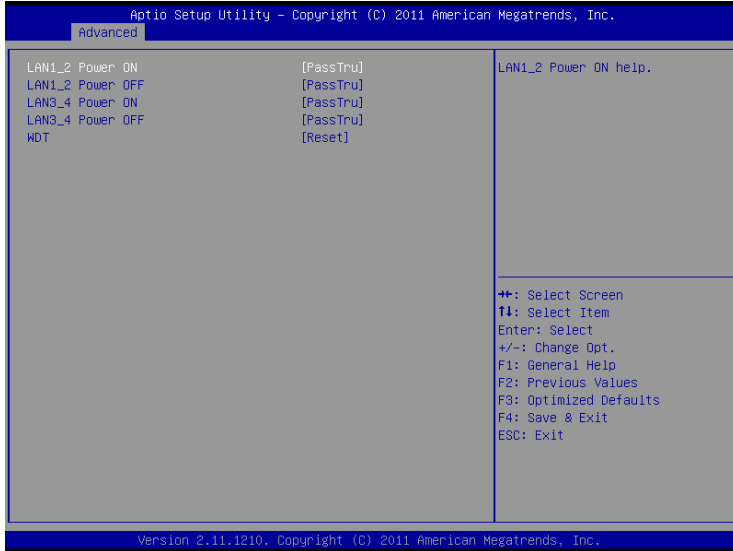 Aptio Setup Utility – Copyright (C) 2011 American Megatrends, Inc.
Advanced
LAN1_2 Power ON [PassTru]
LAN1_2 Power OFF [PassTru]
LAN3_4 Power ON [PassTru]
LAN3_4 Power OFF [PassTru]
WDT [Reset]
LAN1_2 Power ON help.
→←: Select Screen
↑↓: Select Item
Enter: Select
+/-: Change Opt.
F1: General Help
F2: Previous Values
F3: Optimized Defaults
F4: Save & Exit
ESC: Exit
Version 2.11.1210. Copyright (C) 2011 American Megatrends, Inc.